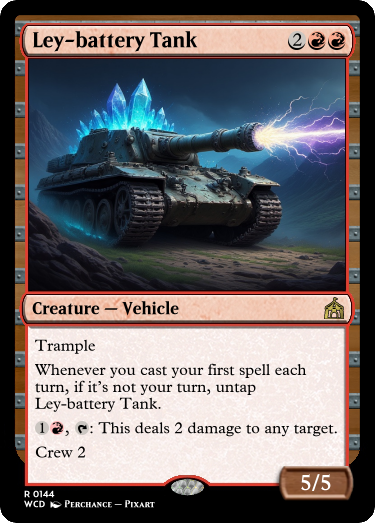 Ley-battery Tank 2
Creature — Vehicle
Trample
Whenever you cast your first spell each
turn, if it's not your turn, untap
Ley-battery Tank.
1 , : This deals 2 damage to any target.
Crew 2
5/5
R 0144
WCD Perchance – Pixart